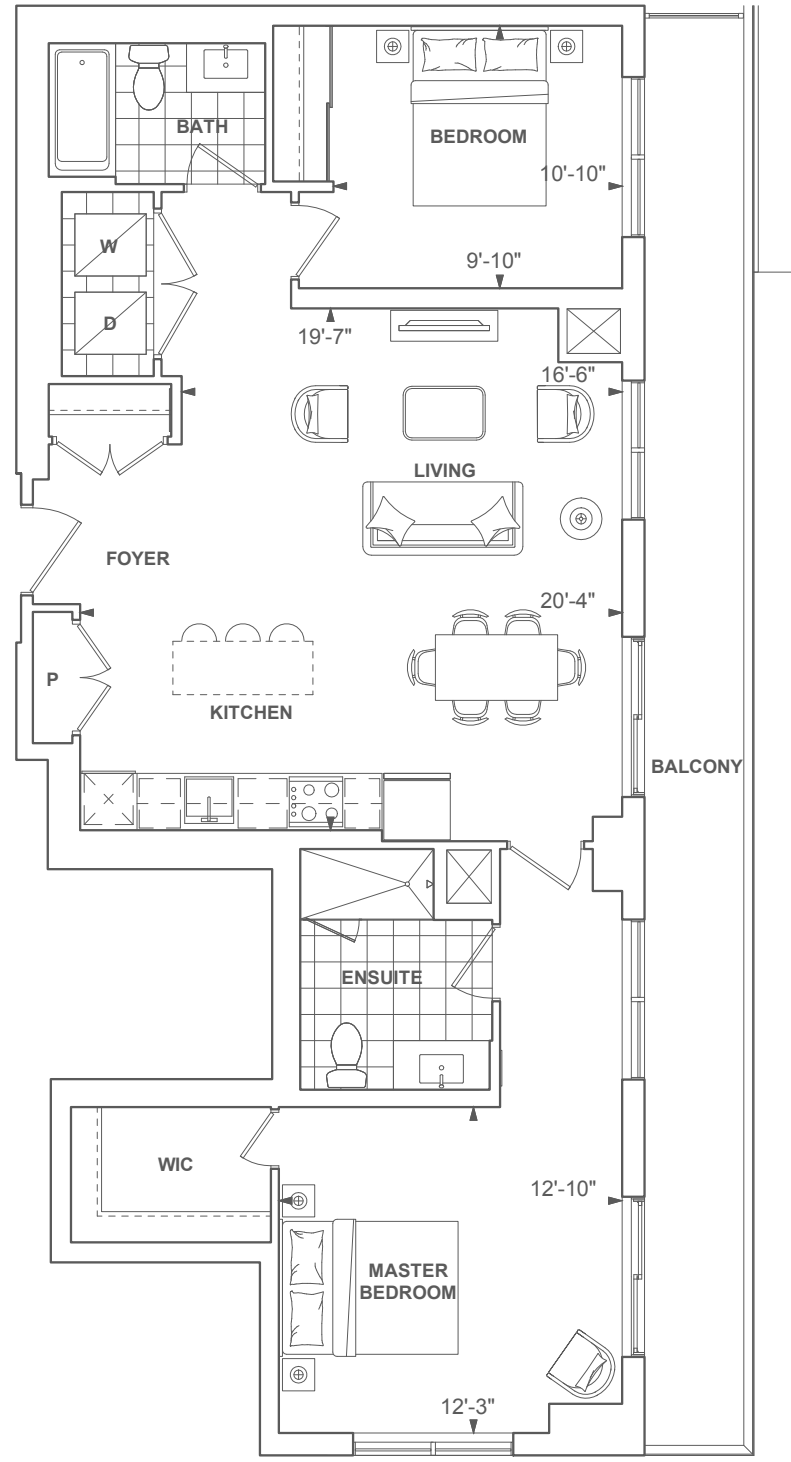 BATH
BEDROOM
10'-10"
W
9'-10"
D
19'-7"
16'-6"
LIVING
FOYER
20'-4"
P
KITCHEN
BALCONY
ENSUITE
WIC
12'-10"
MASTER
BEDROOM
12'-3"